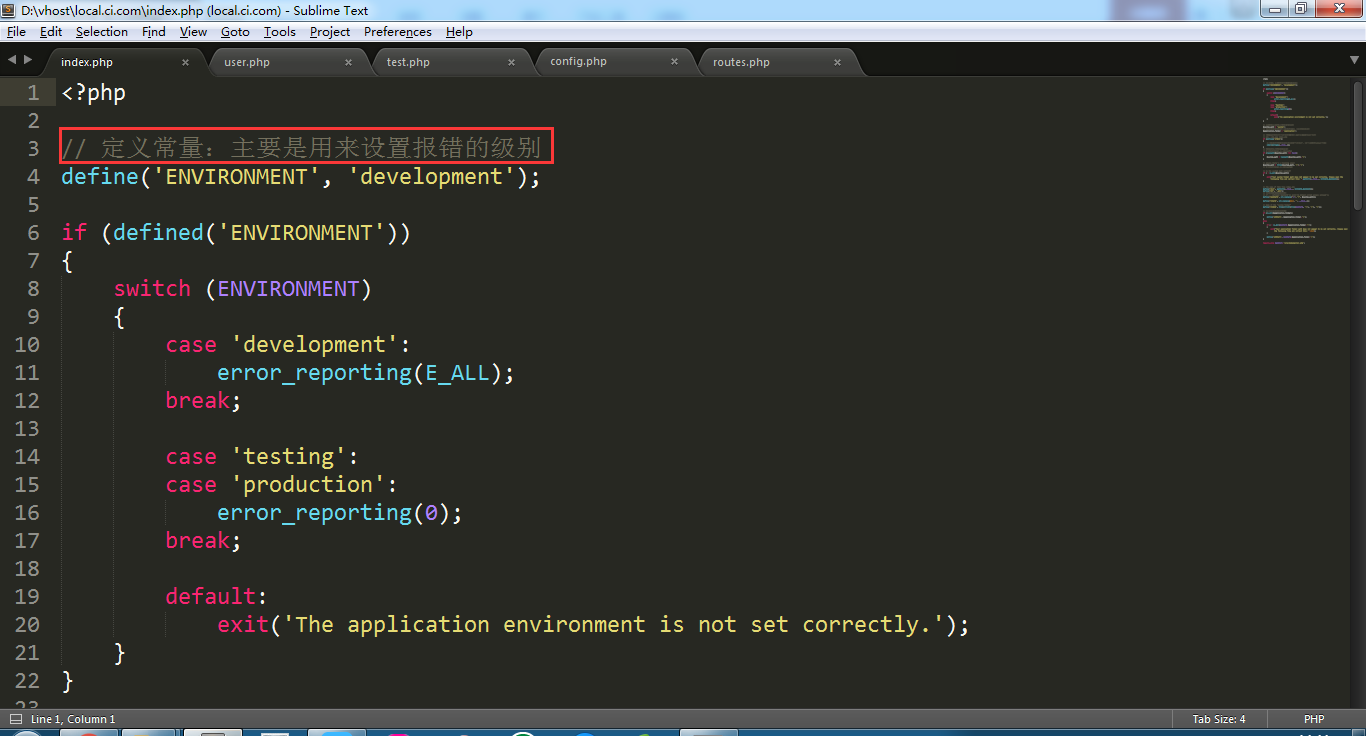 D:\vhost\local.ci.com\index.php (local.ci.com) - Sublime Text
File Edit Selection Find View Goto Tools Project Preferences Help
index.php × user.php × test.php × config.php × routes.php ×
1 <?php
2
3 // 定义常量：主要是用来设置报错的级别
4 define('ENVIRONMENT', 'development');
5
6 if (defined('ENVIRONMENT'))
7 {
8 switch (ENVIRONMENT)
9 {
10 case 'development':
11 error_reporting(E_ALL);
12 break;
13
14 case 'testing':
15 case 'production':
16 error_reporting(0);
17 break;
18
19 default:
20 exit('The application environment is not set correctly.');
21 }
22 }
23
Line 1, Column 1 Tab Size: 4 PHP